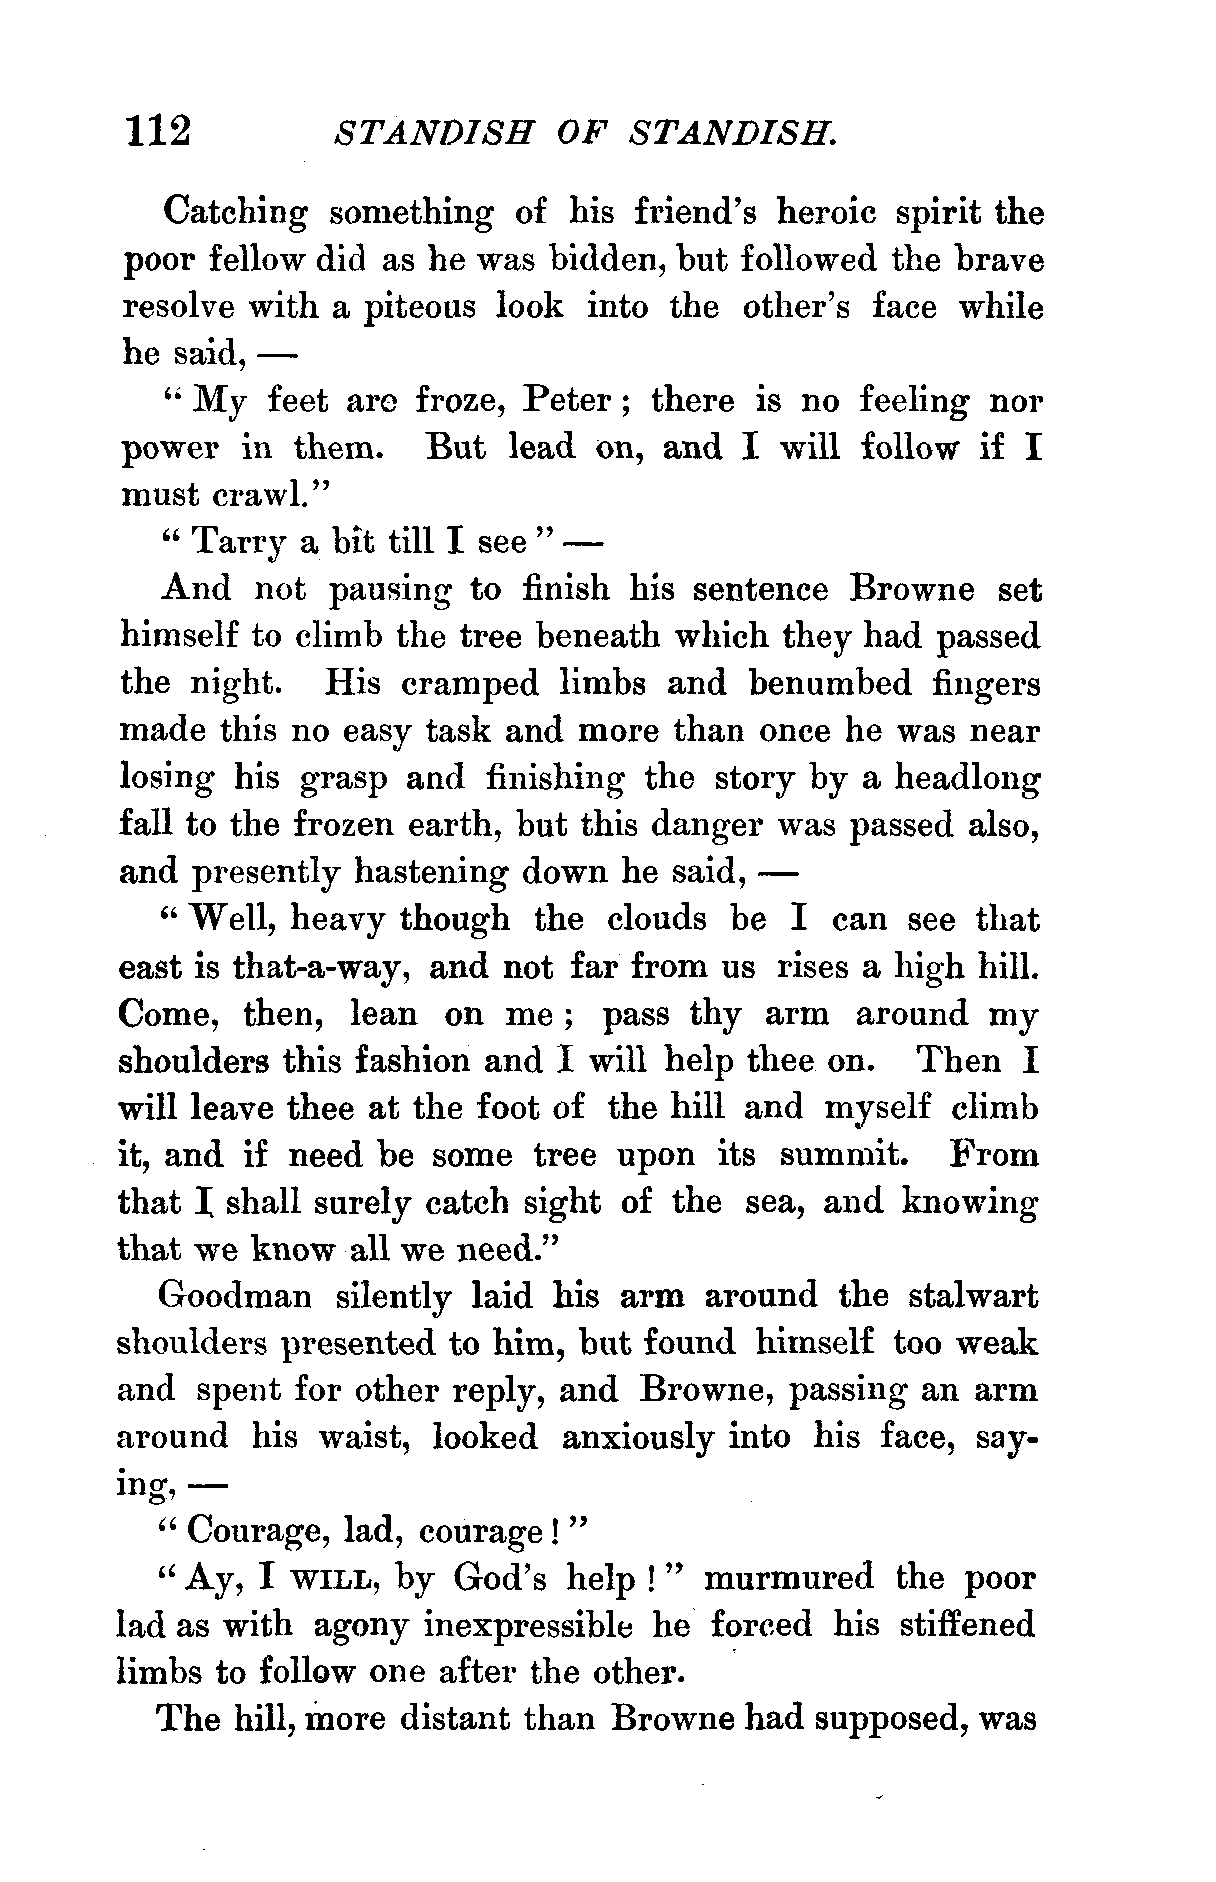 112 STANDISH OF STANDISH.
Catching something of his friend's heroic spirit the
poor fellow did as he was bidden, but followed the brave
resolve with a piteous look into the other's face while
he said, —
“ My feet are froze, Peter ; there is no feeling nor
power in them. But lead on, and I will follow if I
must crawl.”
“ Tarry a bit till I see ” —
And not pausing to finish his sentence Browne set
himself to climb the tree beneath which they had passed
the night. His cramped limbs and benumbed fingers
made this no easy task and more than once he was near
losing his grasp and finishing the story by a headlong
fall to the frozen earth, but this danger was passed also,
and presently hastening down he said, —
“ Well, heavy though the clouds be I can see that
east is that-a-way, and not far from us rises a high hill.
Come, then, lean on me ; pass thy arm around my
shoulders this fashion and I will help thee on. Then I
will leave thee at the foot of the hill and myself climb
it, and if need be some tree upon its summit. From
that I shall surely catch sight of the sea, and knowing
that we know all we need.”
Goodman silently laid his arm around the stalwart
shoulders presented to him, but found himself too weak
and spent for other reply, and Browne, passing an arm
around his waist, looked anxiously into his face, say-
ing, —
“ Courage, lad, courage ! ”
“ Ay, I WILL, by God's help ! ” murmured the poor
lad as with agony inexpressible he forced his stiffened
limbs to follow one after the other.
The hill, more distant than Browne had supposed, was